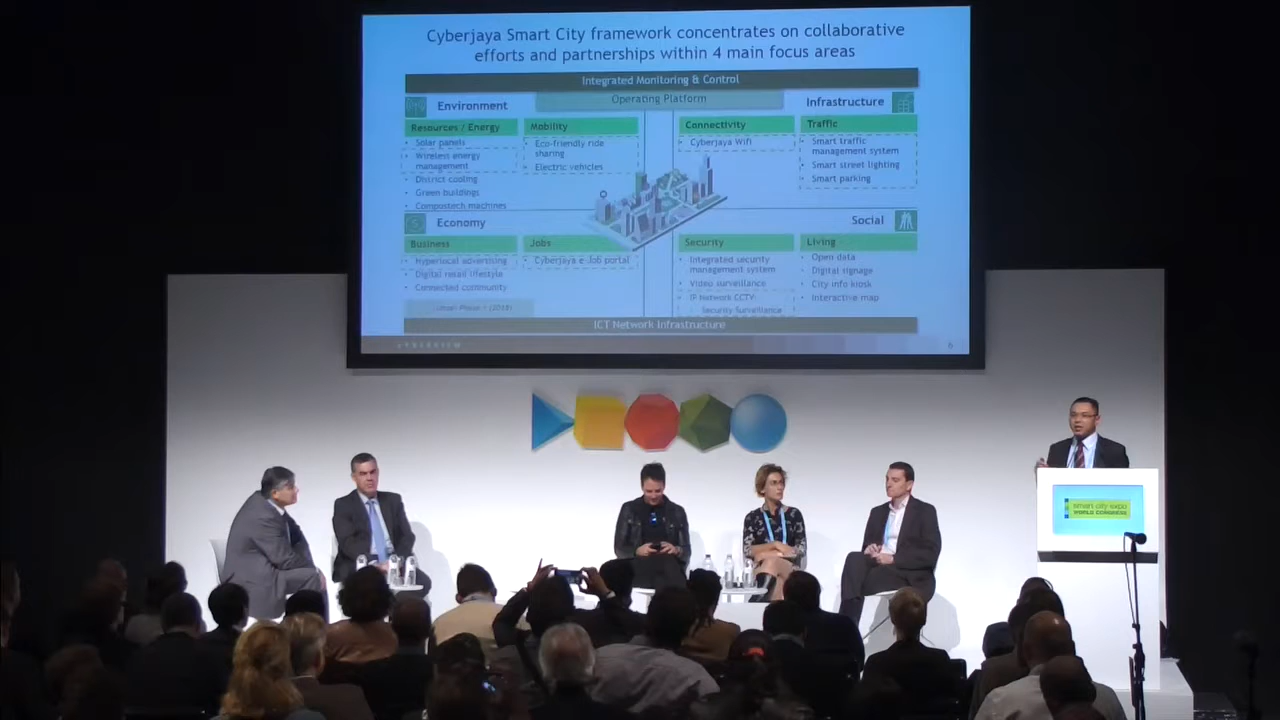 Cyberjaya Smart City framework concentrates on collaborative
efforts and partnerships within 4 main focus areas
Integrated Monitoring & Control
Operating Platform
Environment
Resources / Energy
Solar panels
Wireless energy
management
District cooling
Green buildings
Compostech machines
Mobility
Eco-friendly ride
sharing
Electric vehicles
Infrastructure
Connectivity
Cyberjaya Wifi
Traffic
Smart traffic
management system
Smart street lighting
Smart parking
Economy
Business
Hyperlocal advertising
Digital retail lifestyle
Connected community
Jobs
Cyberjaya e-Job portal
Social
Security
Integrated security
management system
Video surveillance
IP Network CCTV:
Security Surveillance
Living
Open data
Digital signage
City info kiosk
Interactive map
ICT Network Infrastructure
6
smart city expo
WORLD CONGRESS